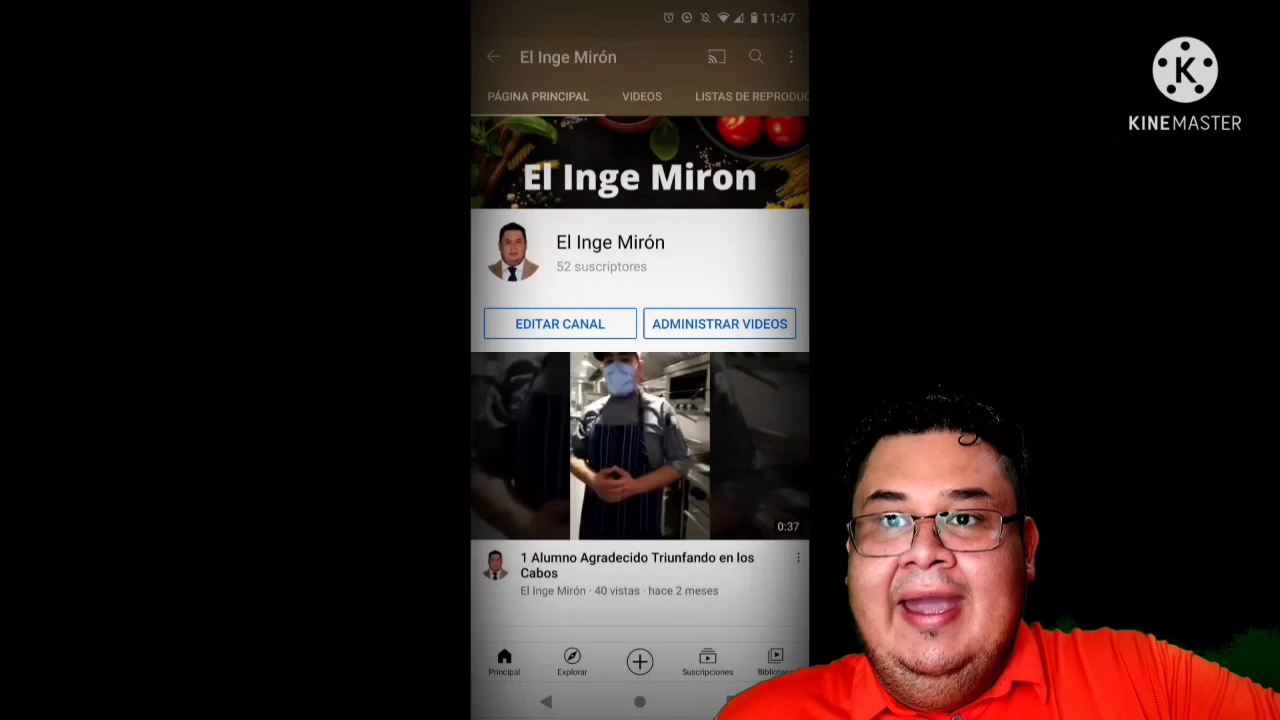 11:47
El Inge Mirón
PÁGINA PRINCIPAL VIDEOS LISTAS DE REPRODUC
K
KINEMASTER
El Inge Miron
El Inge Mirón
52 suscriptores
EDITAR CANAL ADMINISTRAR VIDEOS
0:37
1 Alumno Agradecido Triunfando en los
Cabos
El Inge Mirón · 40 vistas · hace 2 meses
Principal Explorar Suscripciones Biblioteca